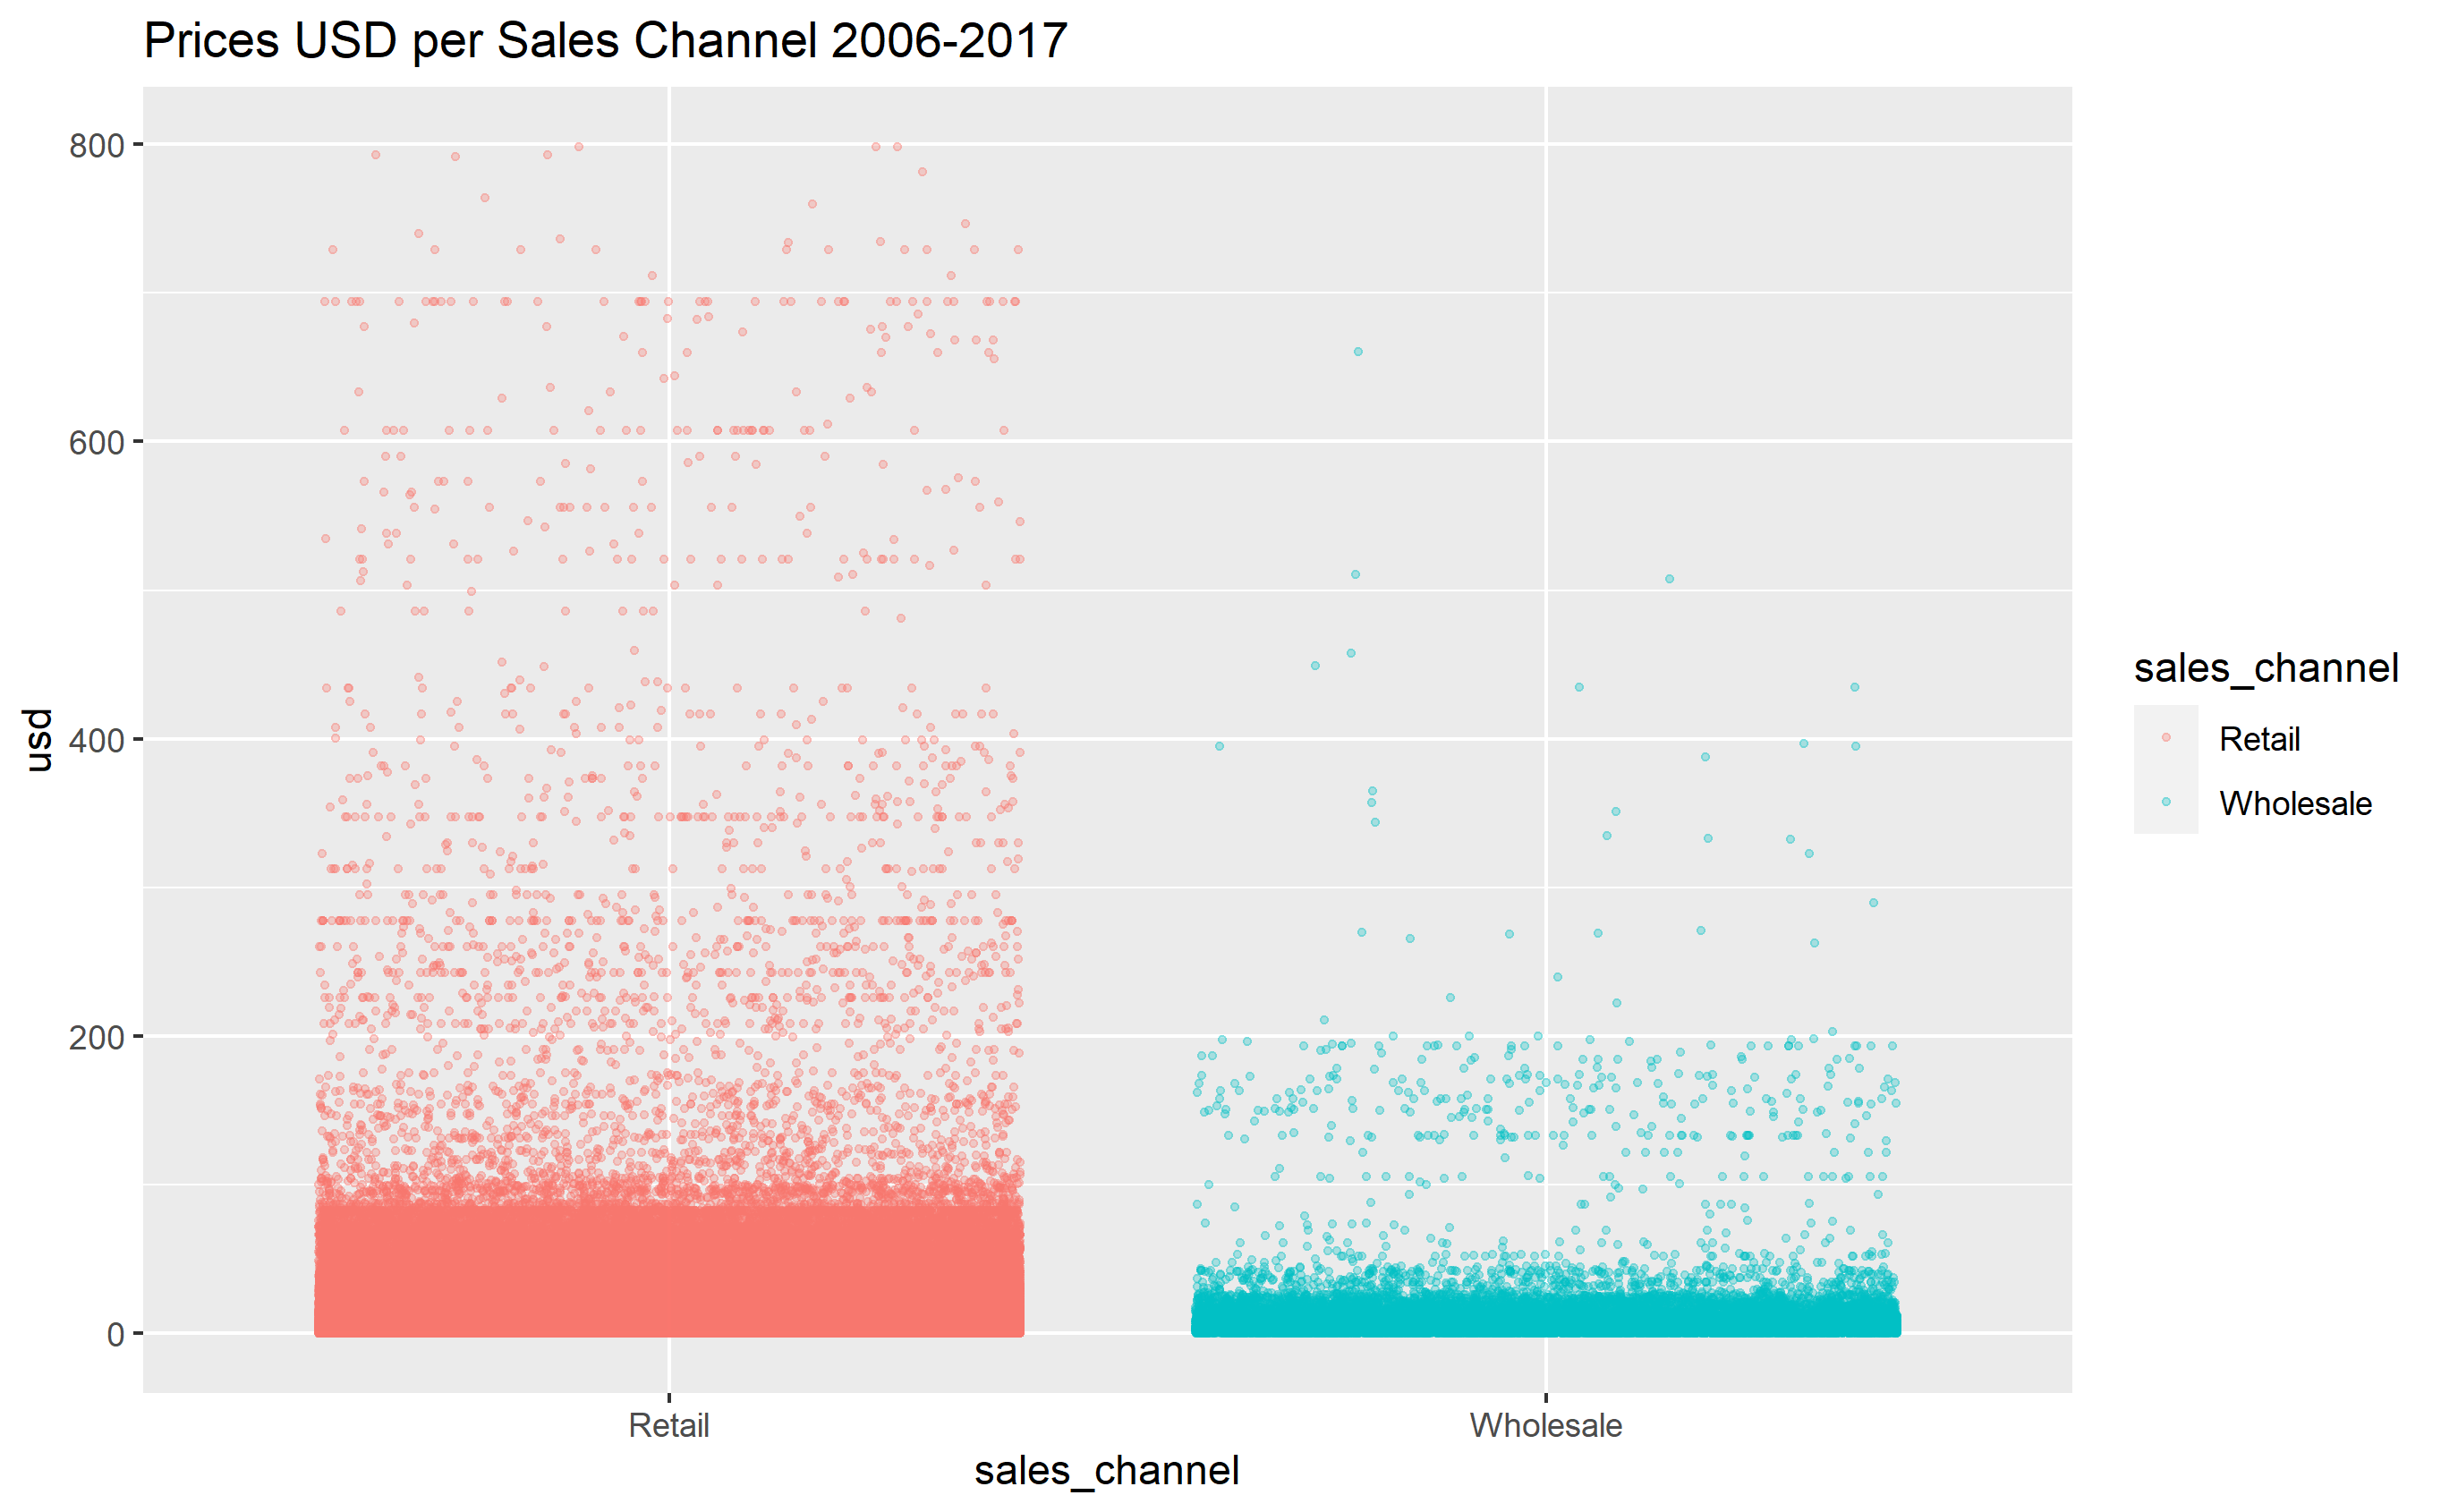 Prices USD per Sales Channel 2006-2017
800
600
400
200
0
usd
Retail
Wholesale
sales_channel
sales_channel
Retail
Wholesale